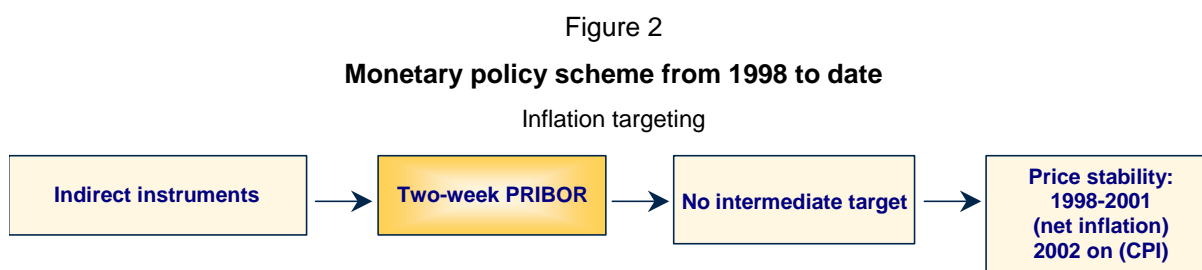 Figure 2
Monetary policy scheme from 1998 to date
Inflation targeting
Indirect instruments
Two-week PRIBOR
No intermediate target
Price stability:
1998-2001
(net inflation)
2002 on (CPI)